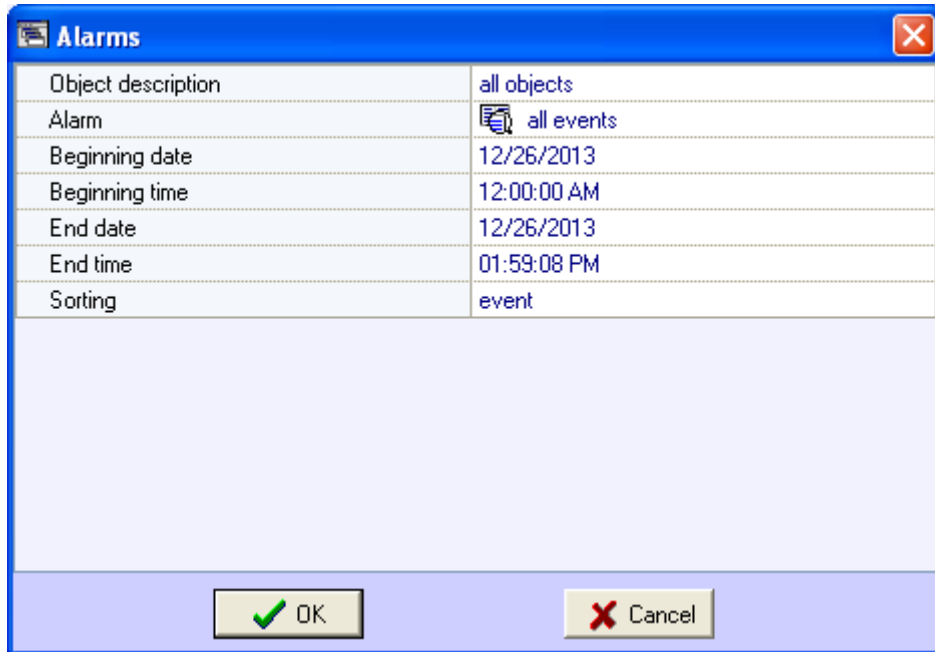 Alarms
Object description all objects
Alarm all events
Beginning date 12/26/2013
Beginning time 12:00:00 AM
End date 12/26/2013
End time 01:59:08 PM
Sorting event
OK Cancel